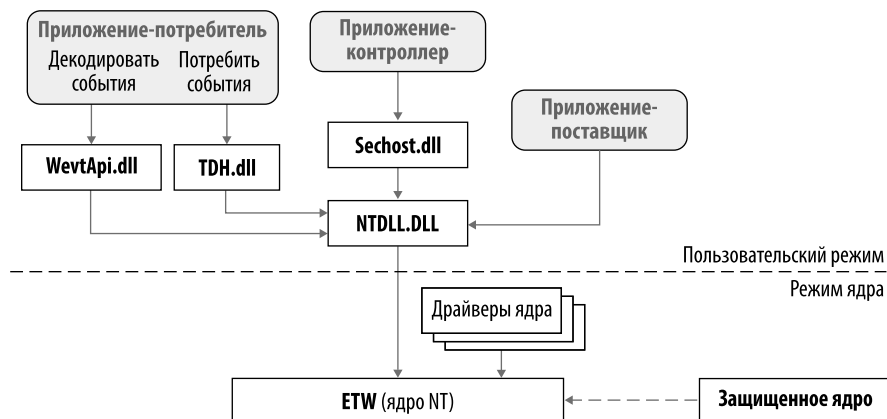 Приложение-потребитель
Декодировать
события
Потребить
события
Приложение-
контроллер
Приложение-
поставщик
WevtApi.dll
TDH.dll
Sechost.dll
NTDLL.DLL
Пользовательский режим
Режим ядра
Драйверы ядра
ETW (ядро NT)
Защищенное ядро